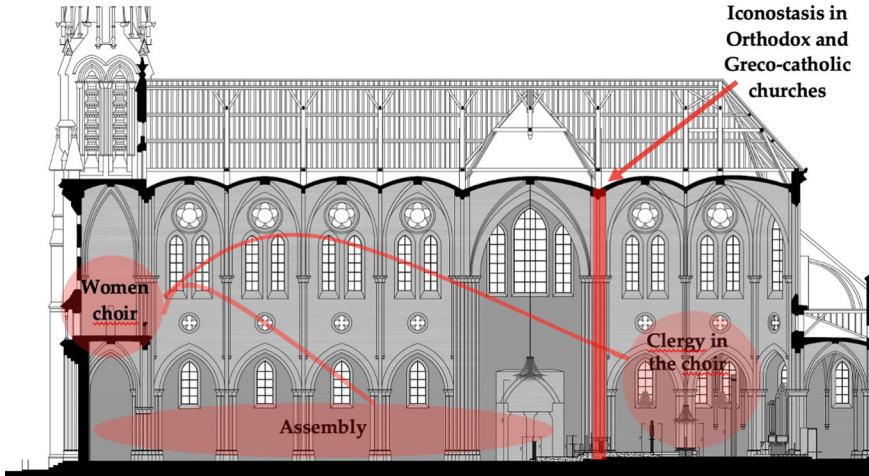 Iconostasis in
Orthodox and
Greco-catholic
churches
Women
choir
Clergy in
the choir
Assembly